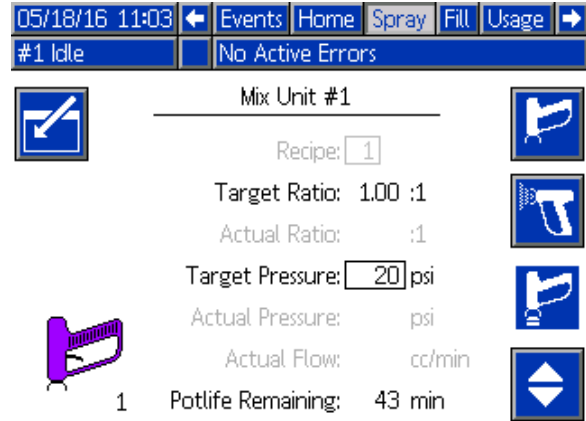 05/18/16 11:03 Events Home Spray Fill Usage
#1 Idle No Active Errors
Mix Unit #1
Recipe: 1
Target Ratio: 1.00 :1
Actual Ratio: :1
Target Pressure: 20 psi
Actual Pressure: psi
Actual Flow: cc/min
Potlife Remaining: 43 min
1